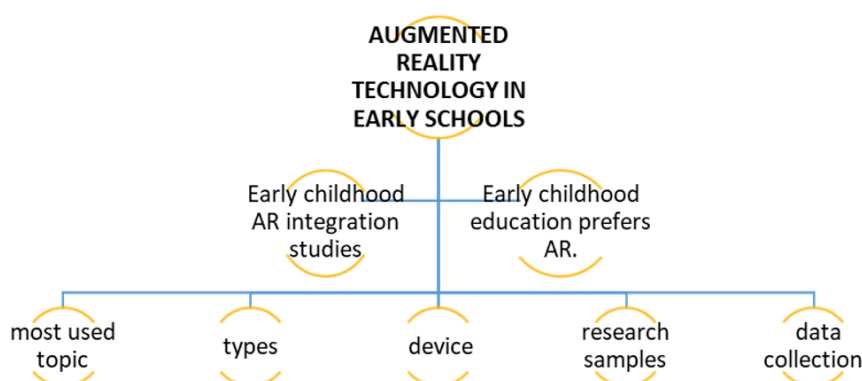 AUGMENTED
REALITY
TECHNOLOGY IN
EARLY SCHOOLS
Early childhood
AR integration
studies
Early childhood
education prefers
AR.
most used
topic
types
device
research
samples
data
collection